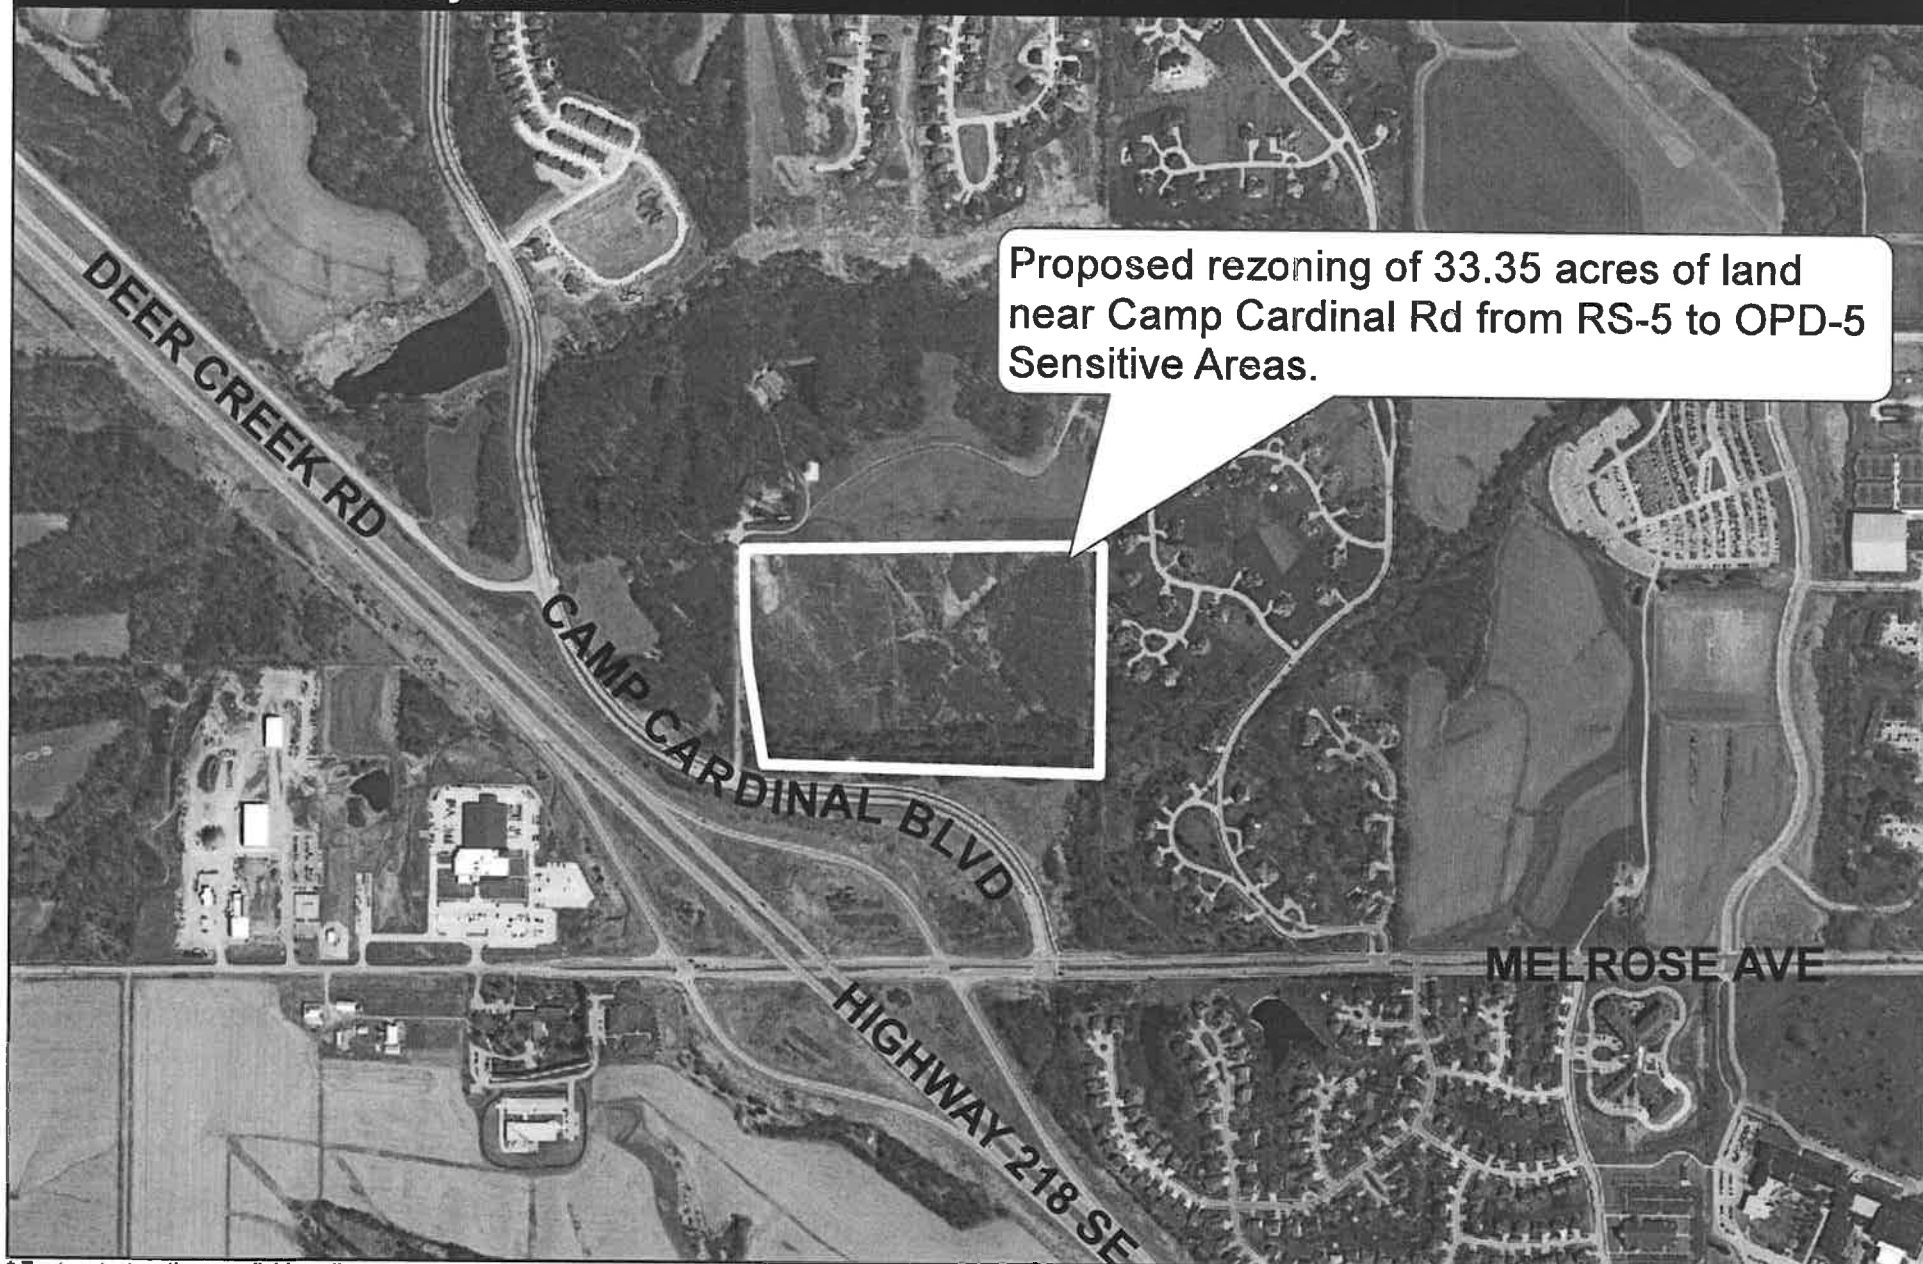 Proposed rezoning of 33.35 acres of land
near Camp Cardinal Rd from RS-5 to OPD-5
Sensitive Areas.
DEER CREEK RD
CAMP CARDINAL BLVD
MELROSE AVE
HIGHWAY 218 SE